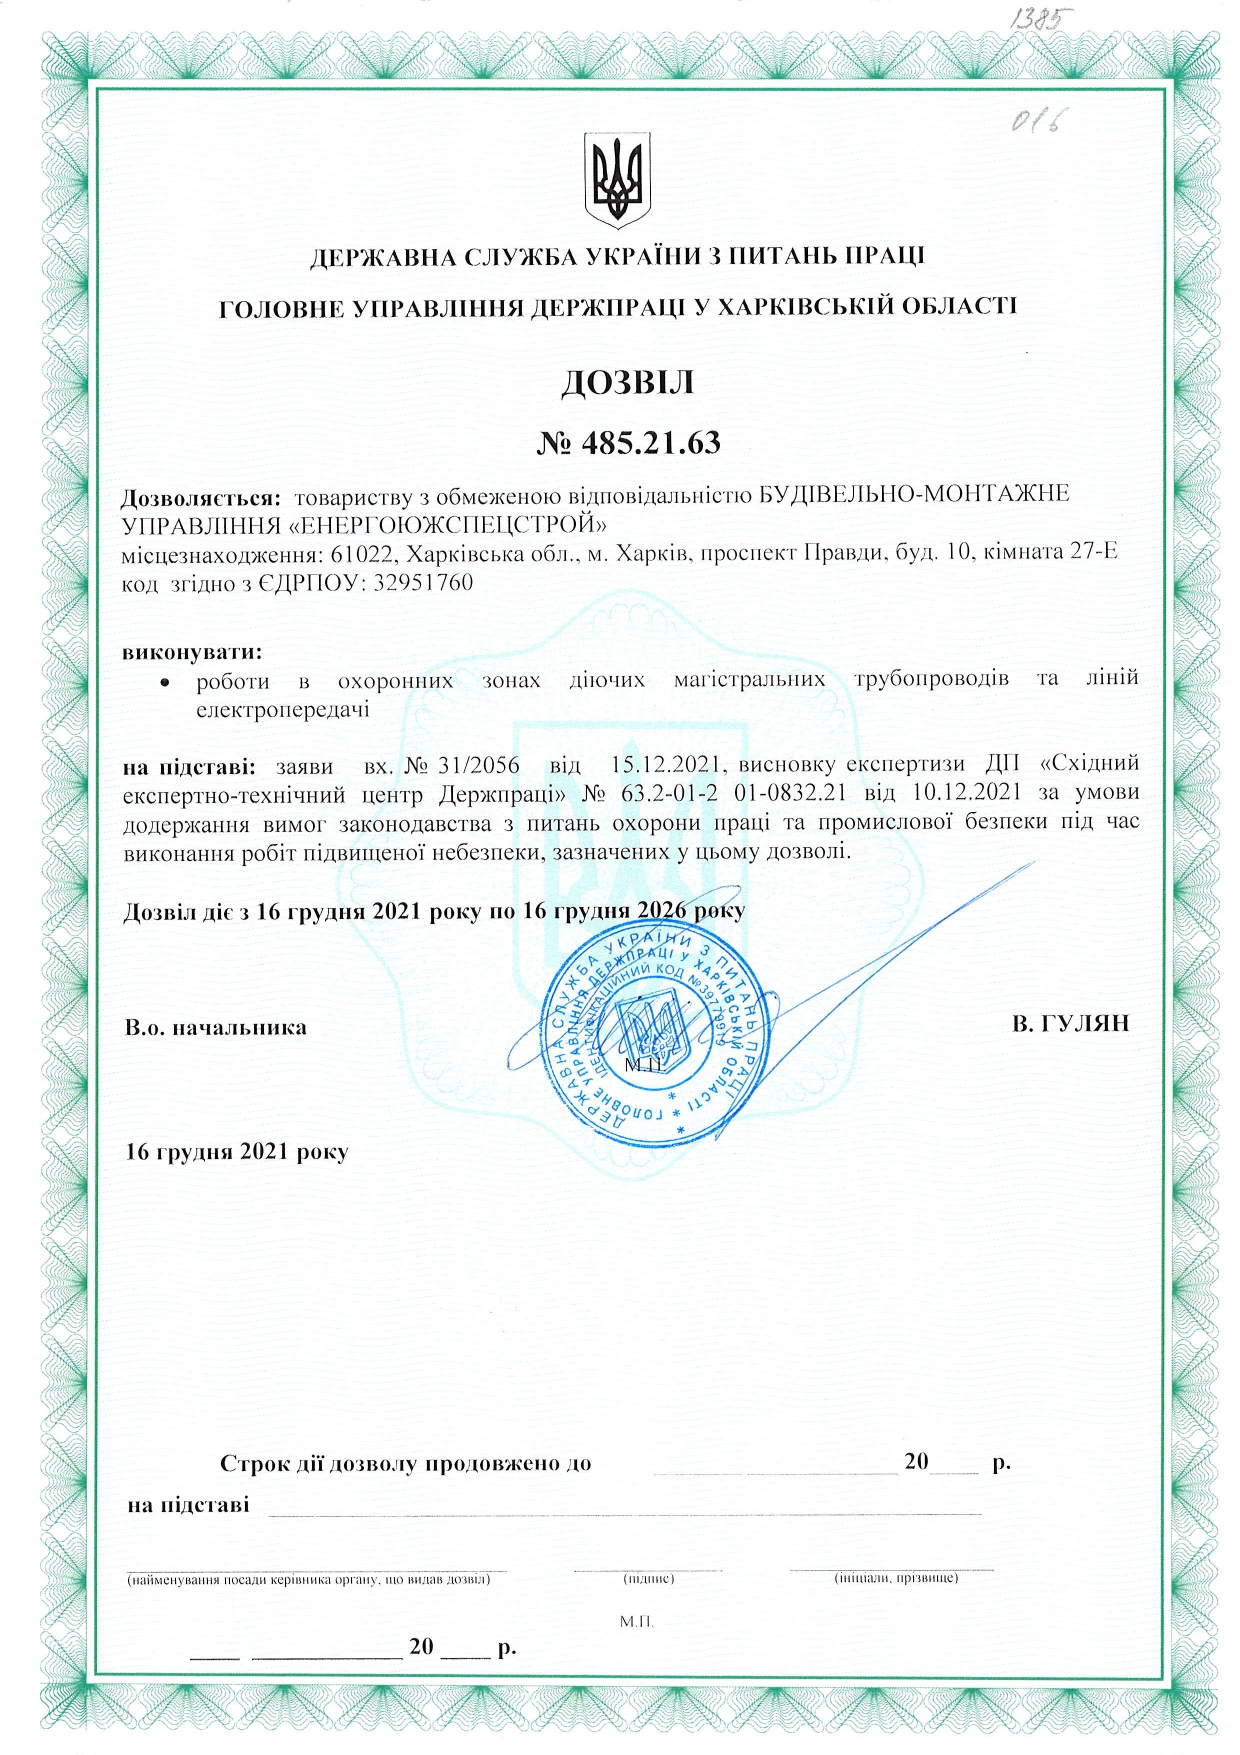 1385
016
ДЕРЖАВНА СЛУЖБА УКРАЇНИ З ПИТАНЬ ПРАЦІ
ГОЛОВНЕ УПРАВЛІННЯ ДЕРЖПРАЦІ У ХАРКІВСЬКІЙ ОБЛАСТІ
ДОЗВІЛ
№ 485.21.63
Дозволяється: товариству з обмеженою відповідальністю БУДІВЕЛЬНО-МОНТАЖНЕ
УПРАВЛІННЯ «ЕНЕРГОЮЖСПЕЦСТРОЙ»
місцезнаходження: 61022, Харківська обл., м. Харків, проспект Правди, буд. 10, кімната 27-Е
код згідно з ЄДРПОУ: 32951760
виконувати:
• роботи в охоронних зонах діючих магістральних трубопроводів та ліній
електропередачі
на підставі: заяви вх. № 31/2056 від 15.12.2021, висновку експертизи ДП «Східний
експертно-технічний центр Держпраці» № 63.2-01-2 01-0832.21 від 10.12.2021 за умови
додержання вимог законодавства з питань охорони праці та промислової безпеки під час
виконання робіт підвищеної небезпеки, зазначених у цьому дозволі.
Дозвіл діє з 16 грудня 2021 року по 16 грудня 2026 року
ДЕРЖАВНА СЛУЖБА УКРАЇНИ З ПИТАНЬ ПРАЦІ *
ГОЛОВНЕ УПРАВЛІННЯ ДЕРЖПРАЦІ У ХАРКІВСЬКІЙ ОБЛАСТІ *
ІДЕНТИФІКАЦІЙНИЙ КОД №39779919 *
В.о. начальника
В. ГУЛЯН
М.П.
16 грудня 2021 року
Строк дії дозволу продовжено до ______ __________ 20____ р.
на підставі ____________________
(найменування посади керівника органу, що видав дозвіл) (підпис) (ініціали, прізвище)
М.П.
____ ____________ 20 ____ р.